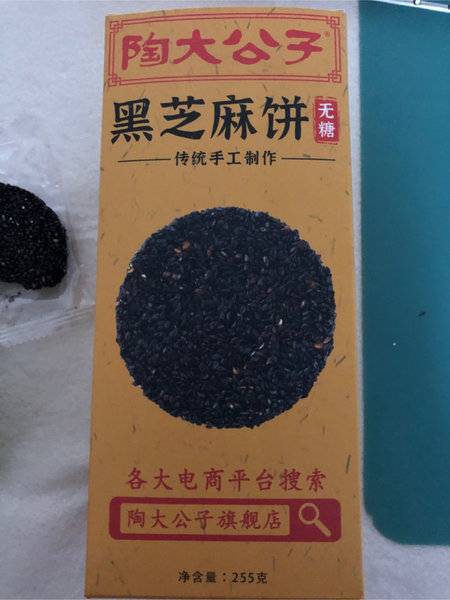 陶大公子®
黑芝麻饼 无糖
传统手工制作
各大电商平台搜索
陶大公子旗舰店
净含量：255克